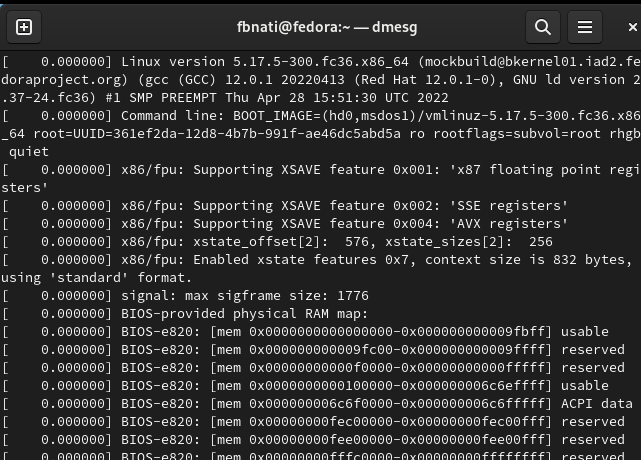 fbnati@fedora:~ — dmesg
[    0.000000] Linux version 5.17.5-300.fc36.x86_64 (mockbuild@bkernel01.iad2.fe
doraproject.org) (gcc (GCC) 12.0.1 20220413 (Red Hat 12.0.1-0), GNU ld version 2
.37-24.fc36) #1 SMP PREEMPT Thu Apr 28 15:51:30 UTC 2022
[    0.000000] Command line: BOOT_IMAGE=(hd0,msdos1)/vmlinuz-5.17.5-300.fc36.x86
_64 root=UUID=361ef2da-12d8-4b7b-991f-ae46dc5abd5a ro rootflags=subvol=root rhgb
 quiet
[    0.000000] x86/fpu: Supporting XSAVE feature 0x001: 'x87 floating point regi
sters'
[    0.000000] x86/fpu: Supporting XSAVE feature 0x002: 'SSE registers'
[    0.000000] x86/fpu: Supporting XSAVE feature 0x004: 'AVX registers'
[    0.000000] x86/fpu: xstate_offset[2]:  576, xstate_sizes[2]:  256
[    0.000000] x86/fpu: Enabled xstate features 0x7, context size is 832 bytes,
using 'standard' format.
[    0.000000] signal: max sigframe size: 1776
[    0.000000] BIOS-provided physical RAM map:
[    0.000000] BIOS-e820: [mem 0x0000000000000000-0x000000000009fbff] usable
[    0.000000] BIOS-e820: [mem 0x000000000009fc00-0x000000000009ffff] reserved
[    0.000000] BIOS-e820: [mem 0x00000000000f0000-0x00000000000fffff] reserved
[    0.000000] BIOS-e820: [mem 0x0000000000100000-0x000000006c6effff] usable
[    0.000000] BIOS-e820: [mem 0x000000006c6f0000-0x000000006c6fffff] ACPI data
[    0.000000] BIOS-e820: [mem 0x00000000fec00000-0x00000000fec00fff] reserved
[    0.000000] BIOS-e820: [mem 0x00000000fee00000-0x00000000fee00fff] reserved
[    0.000000] BIOS-e820: [mem 0x00000000fffc0000-0x00000000ffffffff] reserved